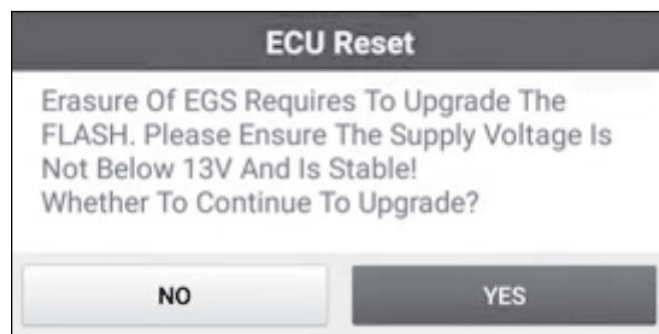 ECU Reset
Erasure Of EGS Requires To Upgrade The
FLASH. Please Ensure The Supply Voltage Is
Not Below 13V And Is Stable!
Whether To Continue To Upgrade?
NO
YES